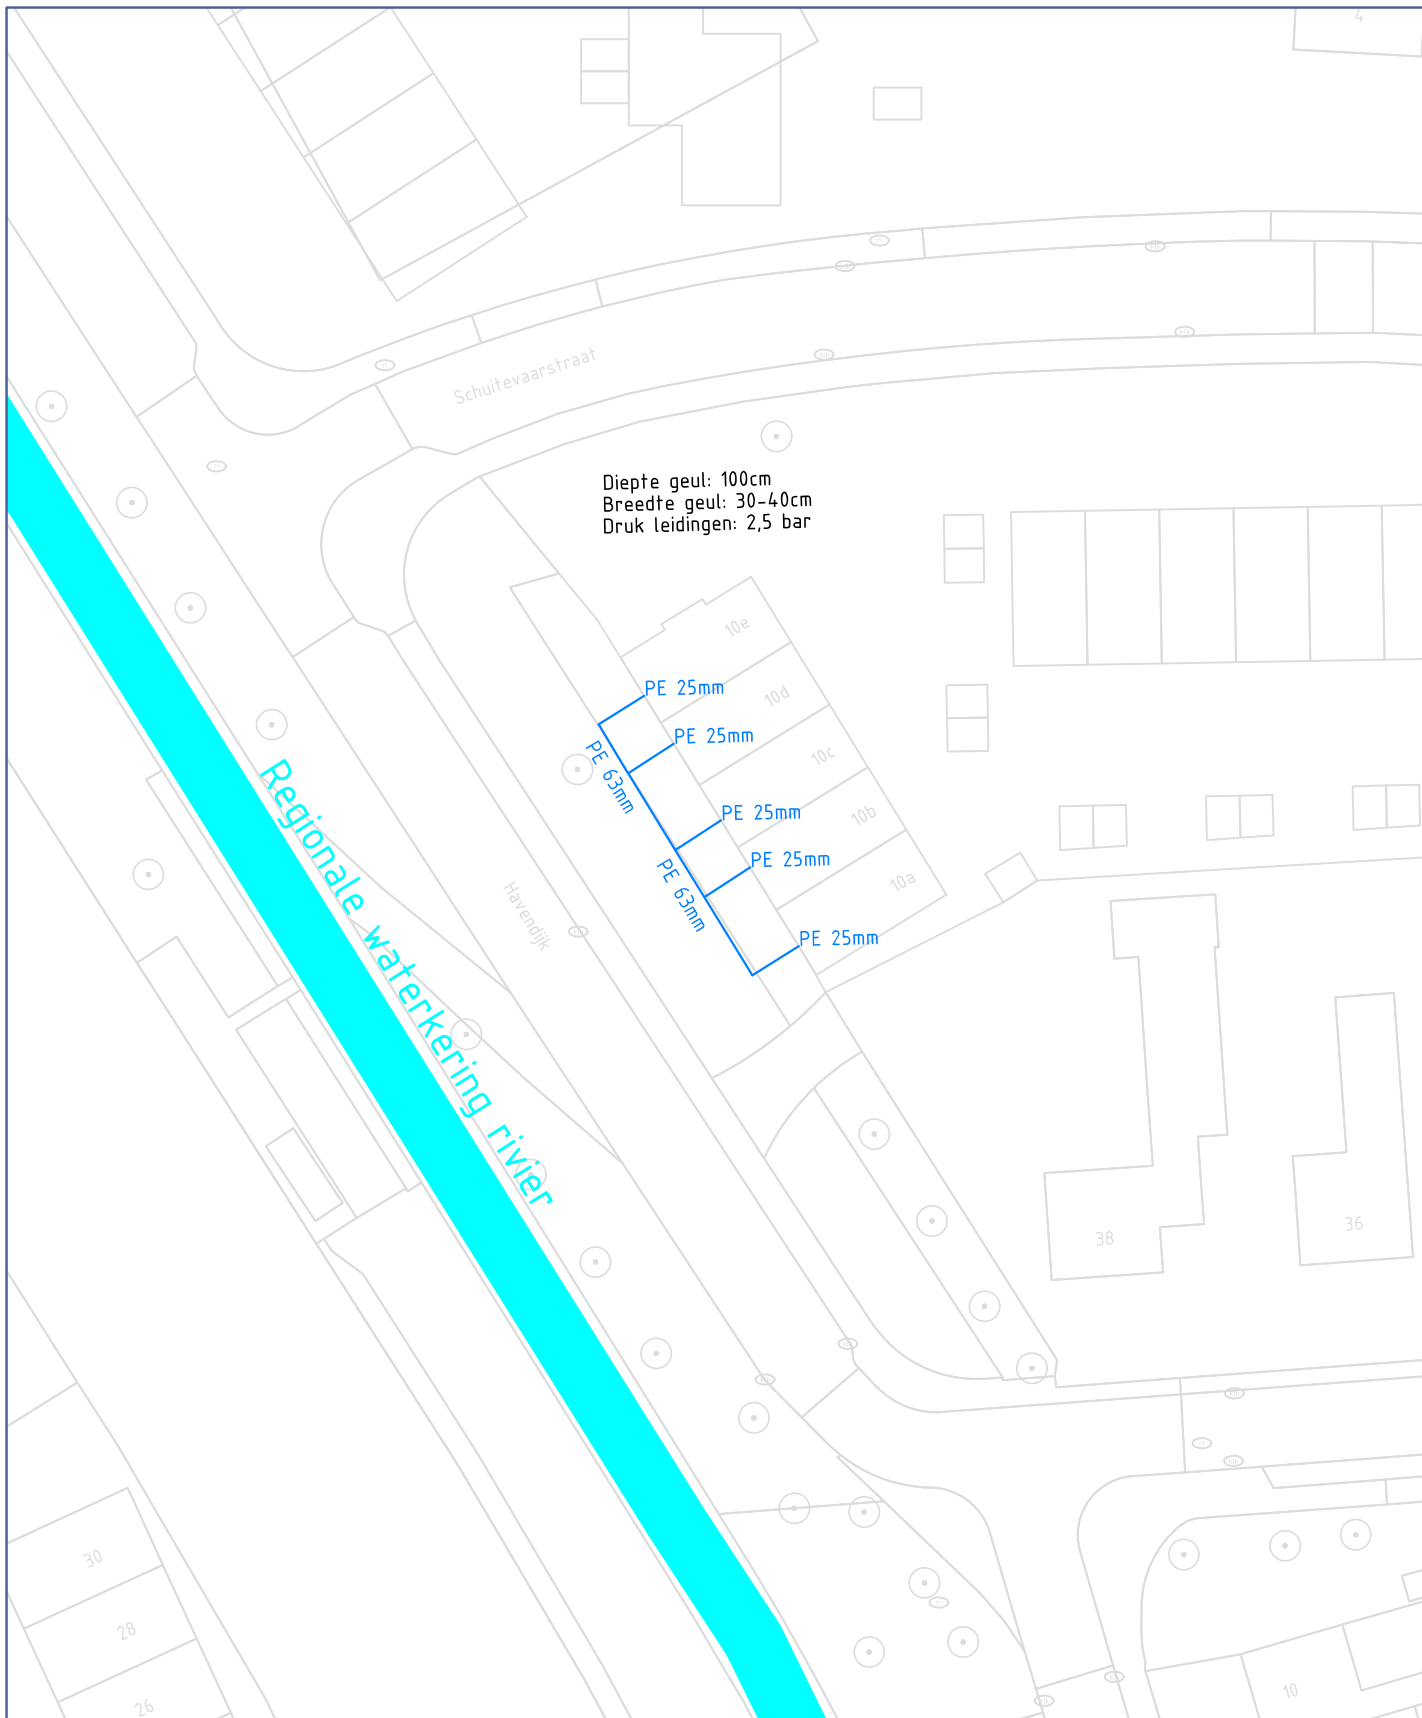 4
Schuitevaarstraat
Diepte geul: 100cm
Breedte geul: 30-40cm
Druk leidingen: 2,5 bar
10e
PE 25mm
10d
PE 25mm
PE 63mm
10c
PE 25mm
10b
PE 25mm
PE 63mm
10a
PE 25mm
Regionale waterkering rivier
Havendijk
38
36
30
28
26
10